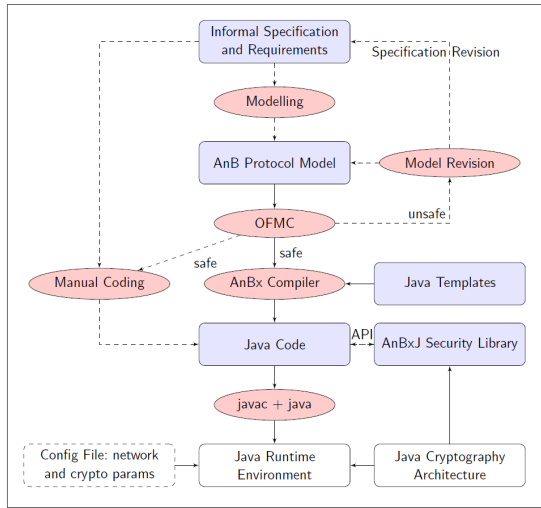 Informal Specification
and Requirements
Specification Revision
Modelling
AnB Protocol Model
Model Revision
OFMC
unsafe
safe
safe
Manual Coding
AnBx Compiler
Java Templates
Java Code
API
AnBxJ Security Library
javac + java
Config File: network
and crypto params
Java Runtime
Environment
Java Cryptography
Architecture